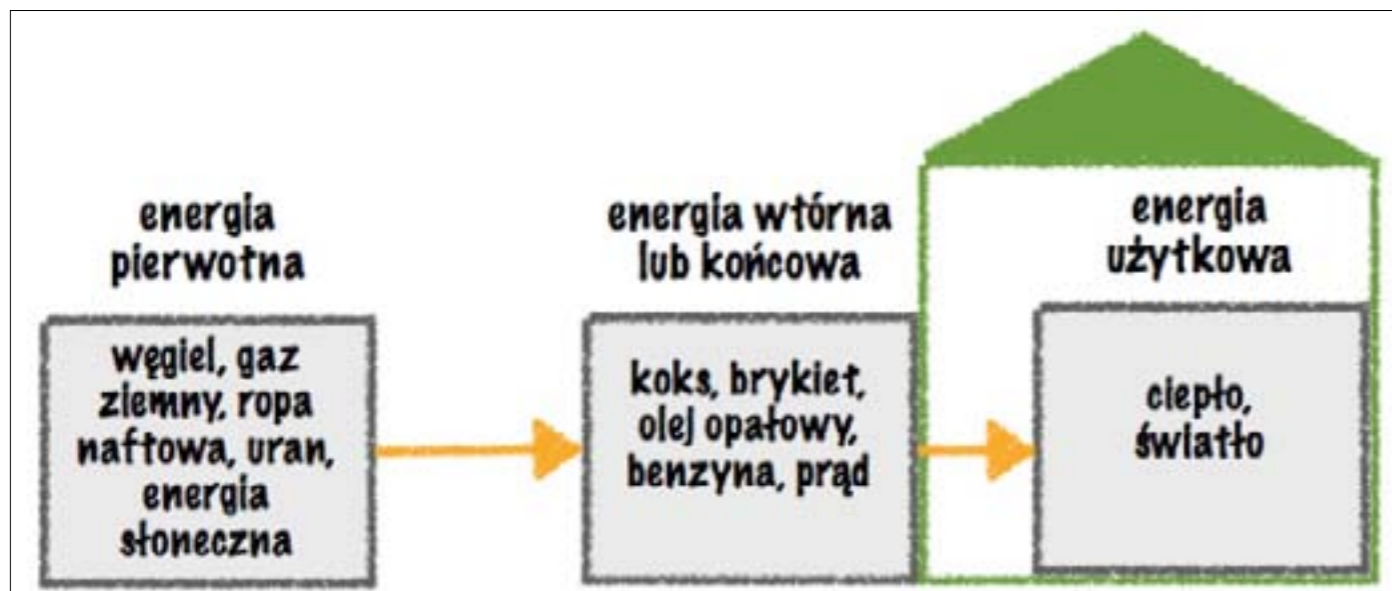 energia
pierwotna
węgiel, gaz
ziemny, ropa
naftowa, uran,
energia
słoneczna
energia wtórna
lub końcowa
koks, brykiet,
olej opałowy,
benzyna, prąd
energia
użytkowa
ciepło,
światło